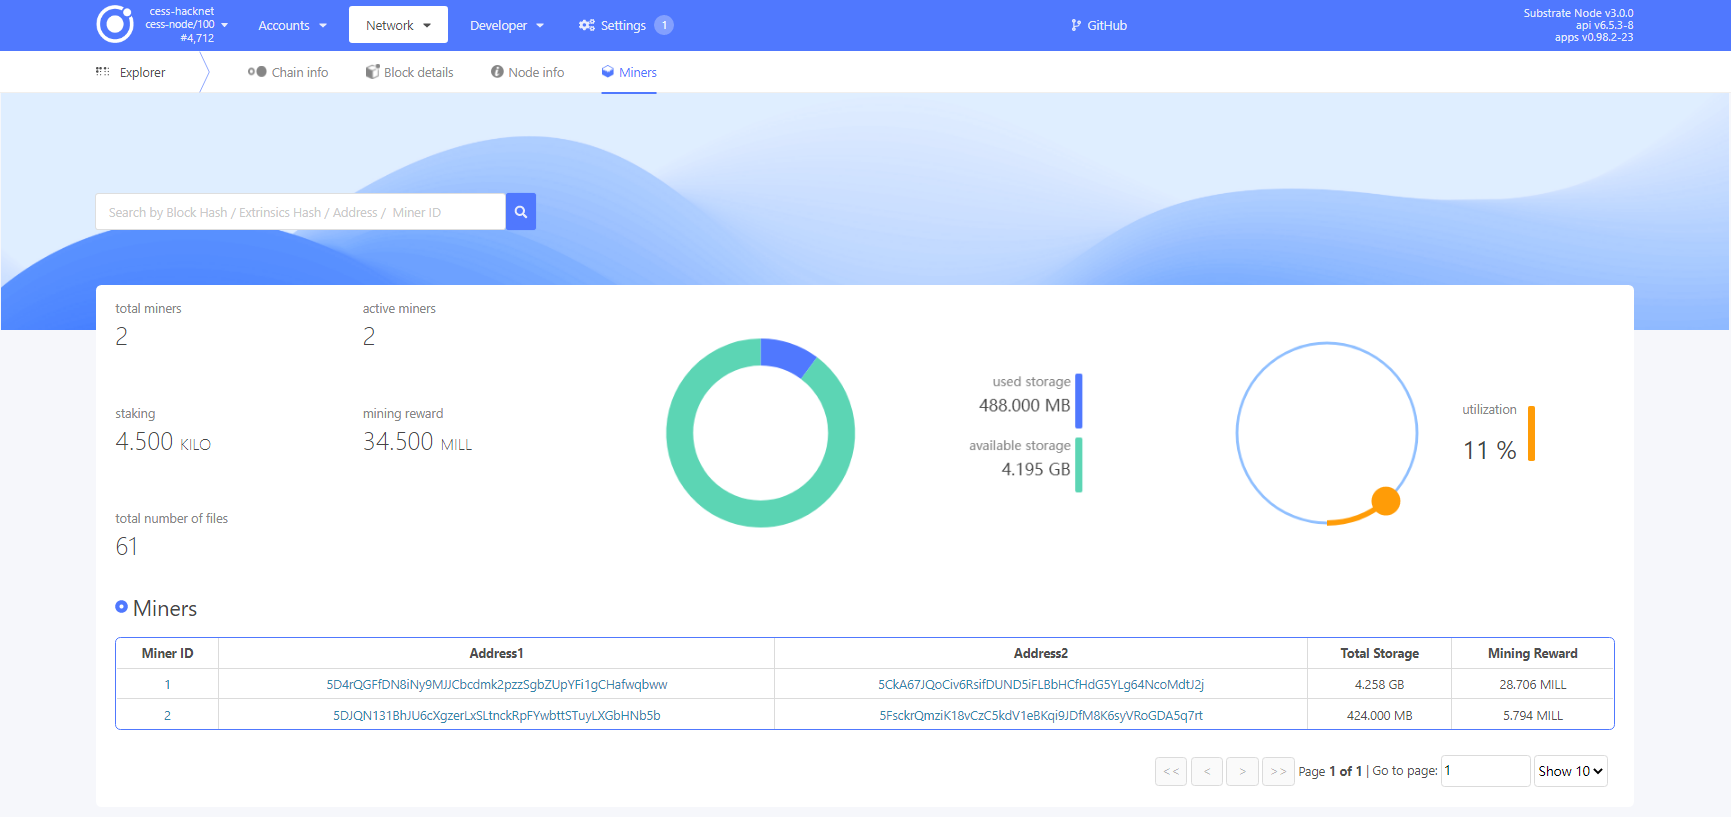 cess-hacknet
cess-node/100
#4,712
Accounts
Network
Developer
Settings 1
GitHub
Substrate Node v3.0.0
api v6.5.3-8
apps v0.98.2-23
Explorer
Chain info
Block details
Node info
Miners
Search by Block Hash / Extrinsics Hash / Address / Miner ID
total miners
2
active miners
2
staking
4.500 KILO
mining reward
34.500 MILL
total number of files
61
used storage
488.000 MB
available storage
4.195 GB
utilization
11 %
Miners
Miner ID Address1 Address2 Total Storage Mining Reward
1 5D4rQGFfDN8iNy9MJJCbcdmk2pzzSgbZUpYFi1gCHafwqbww 5CkA67JQoCiv6RsifDUND5iFLBbHCfHdG5YLg64NcoMdtJ2j 4.258 GB 28.706 MILL
2 5DJQN131BhJU6cXgzerLxSLtnckRpFYwbttSTuyLXGbHNb5b 5FsckrQmziK18vCzC5kdV1eBKqi9JDfM8K6syVRoGDA5q7rt 424.000 MB 5.794 MILL
<< < > >> Page 1 of 1 | Go to page: 1 Show 10